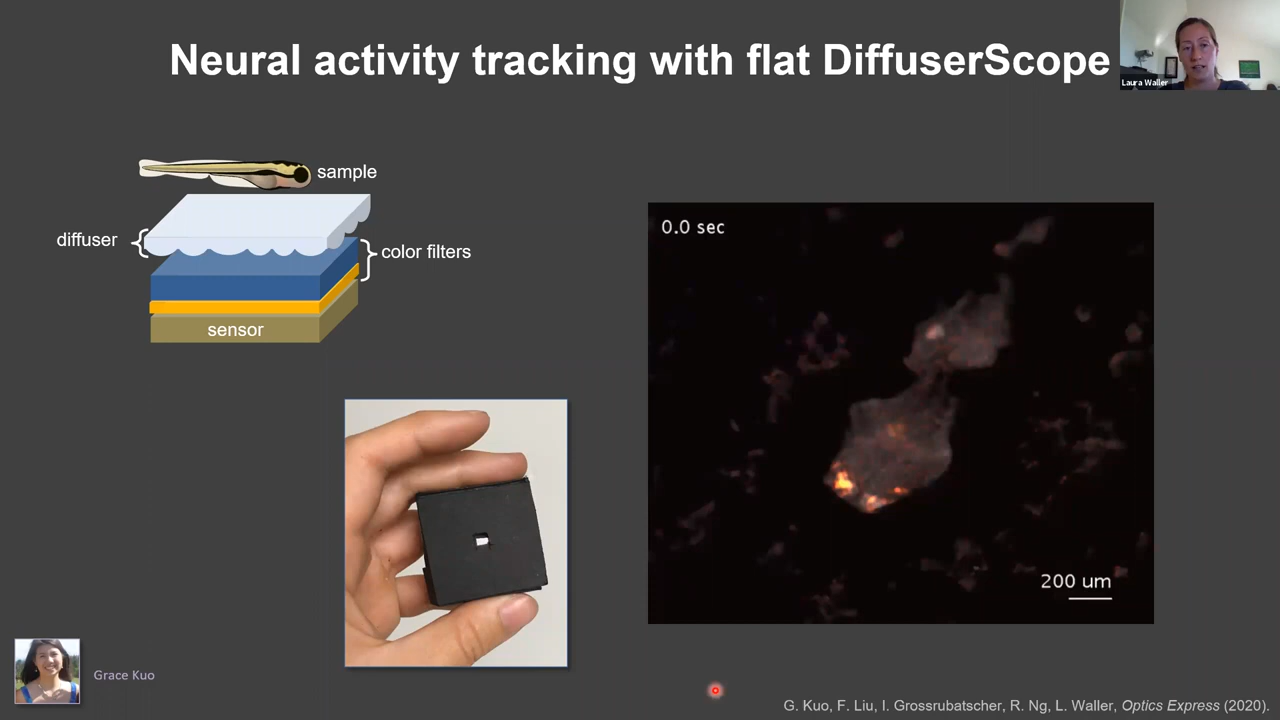 Neural activity tracking with flat DiffuserScope
Laura Waller
sample
diffuser
color filters
sensor
0.0 sec
200 um
Grace Kuo
G. Kuo, F. Liu, I. Grossrubatscher, R. Ng, L. Waller, Optics Express (2020).